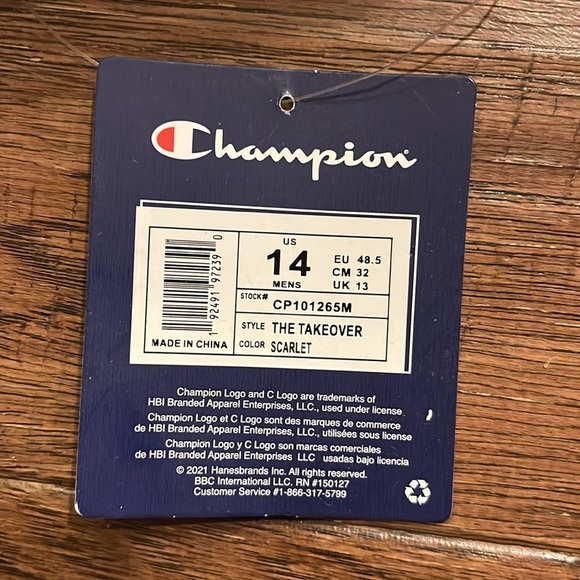 Champion
1 92491 97239 0
MADE IN CHINA
US
14
MENS
EU 48.5
CM 32
UK 13
STOCK# CP101265M
STYLE THE TAKEOVER
COLOR SCARLET
Champion Logo and C Logo are trademarks of
HBI Branded Apparel Enterprises, LLC., used under license
Champion Logo et C Logo sont des marques de commerce
de HBI Branded Apparel Enterprises, LLC., utilisées sous license
Champion Logo y C Logo son marcas comerciales
de HBI Branded Apparel Enterprises LLC usadas bajo licencia
© 2021 Hanesbrands Inc. All rights reserved.
BBC International LLC. RN #150127
Customer Service #1-866-317-5799